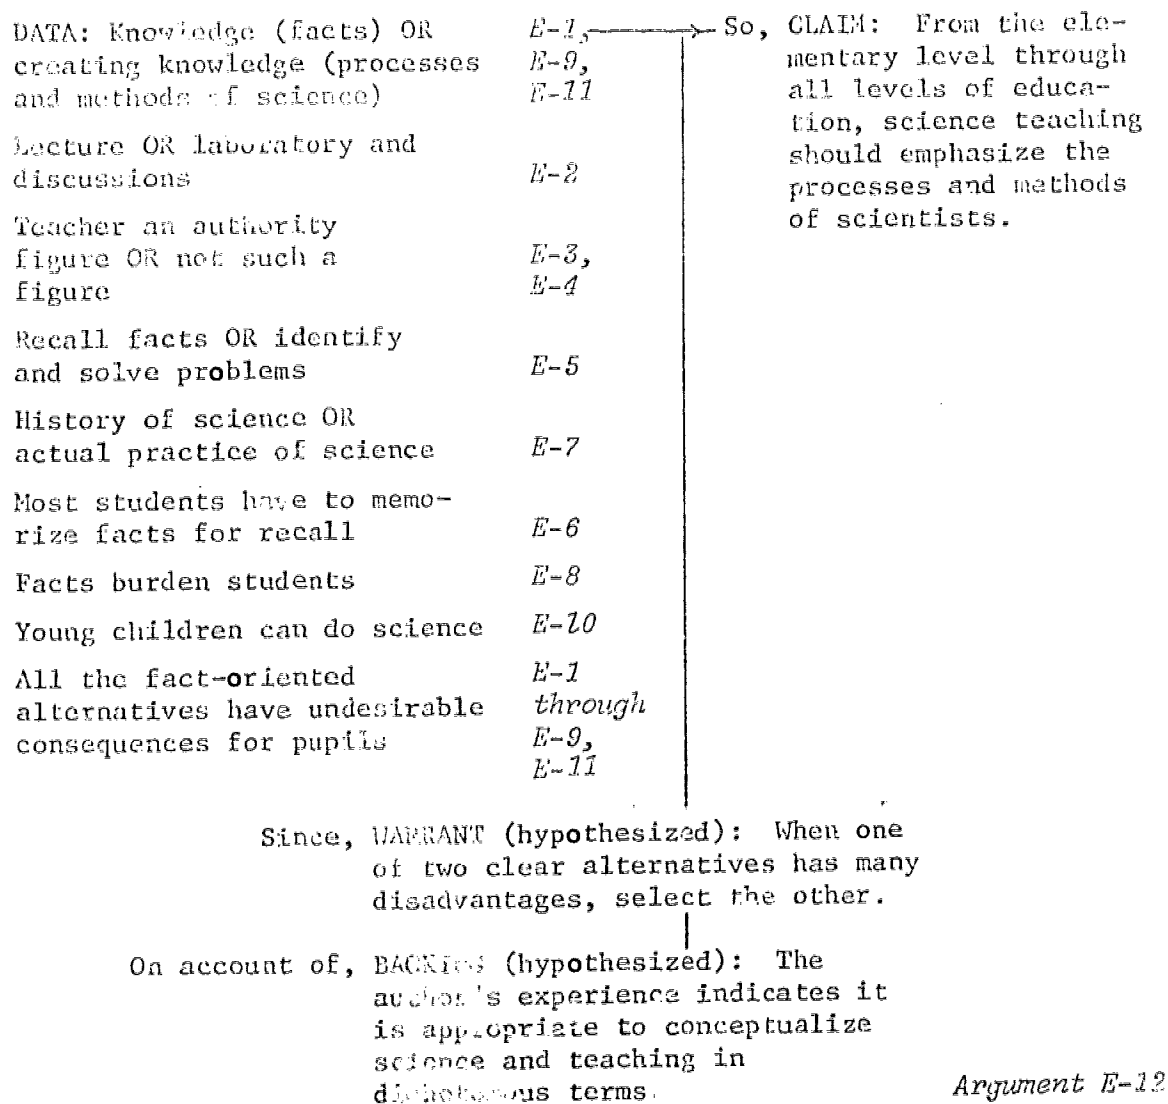 DATA: Knowledge (facts) OR E-1, So, CLAIM: From the ele-
creating knowledge (processes E-9, mentary level through
and methods of science) E-11 all levels of educa-
tion, science teaching
Lecture OR laboratory and should emphasize the
discussions E-2 processes and methods
of scientists.
Teacher an authority
figure OR not such a E-3,
figure E-4
Recall facts OR identify
and solve problems E-5
History of science OR
actual practice of science E-7
Most students have to memo-
rize facts for recall E-6
Facts burden students E-8
Young children can do science E-10
All the fact-oriented E-1
alternatives have undesirable through
consequences for pupils E-9,
E-11
Since, WARRANT (hypothesized): When one
of two clear alternatives has many
disadvantages, select the other.
On account of, BACKING (hypothesized): The
author's experience indicates it
is appropriate to conceptualize
science and teaching in
dichotomous terms.
Argument E-12